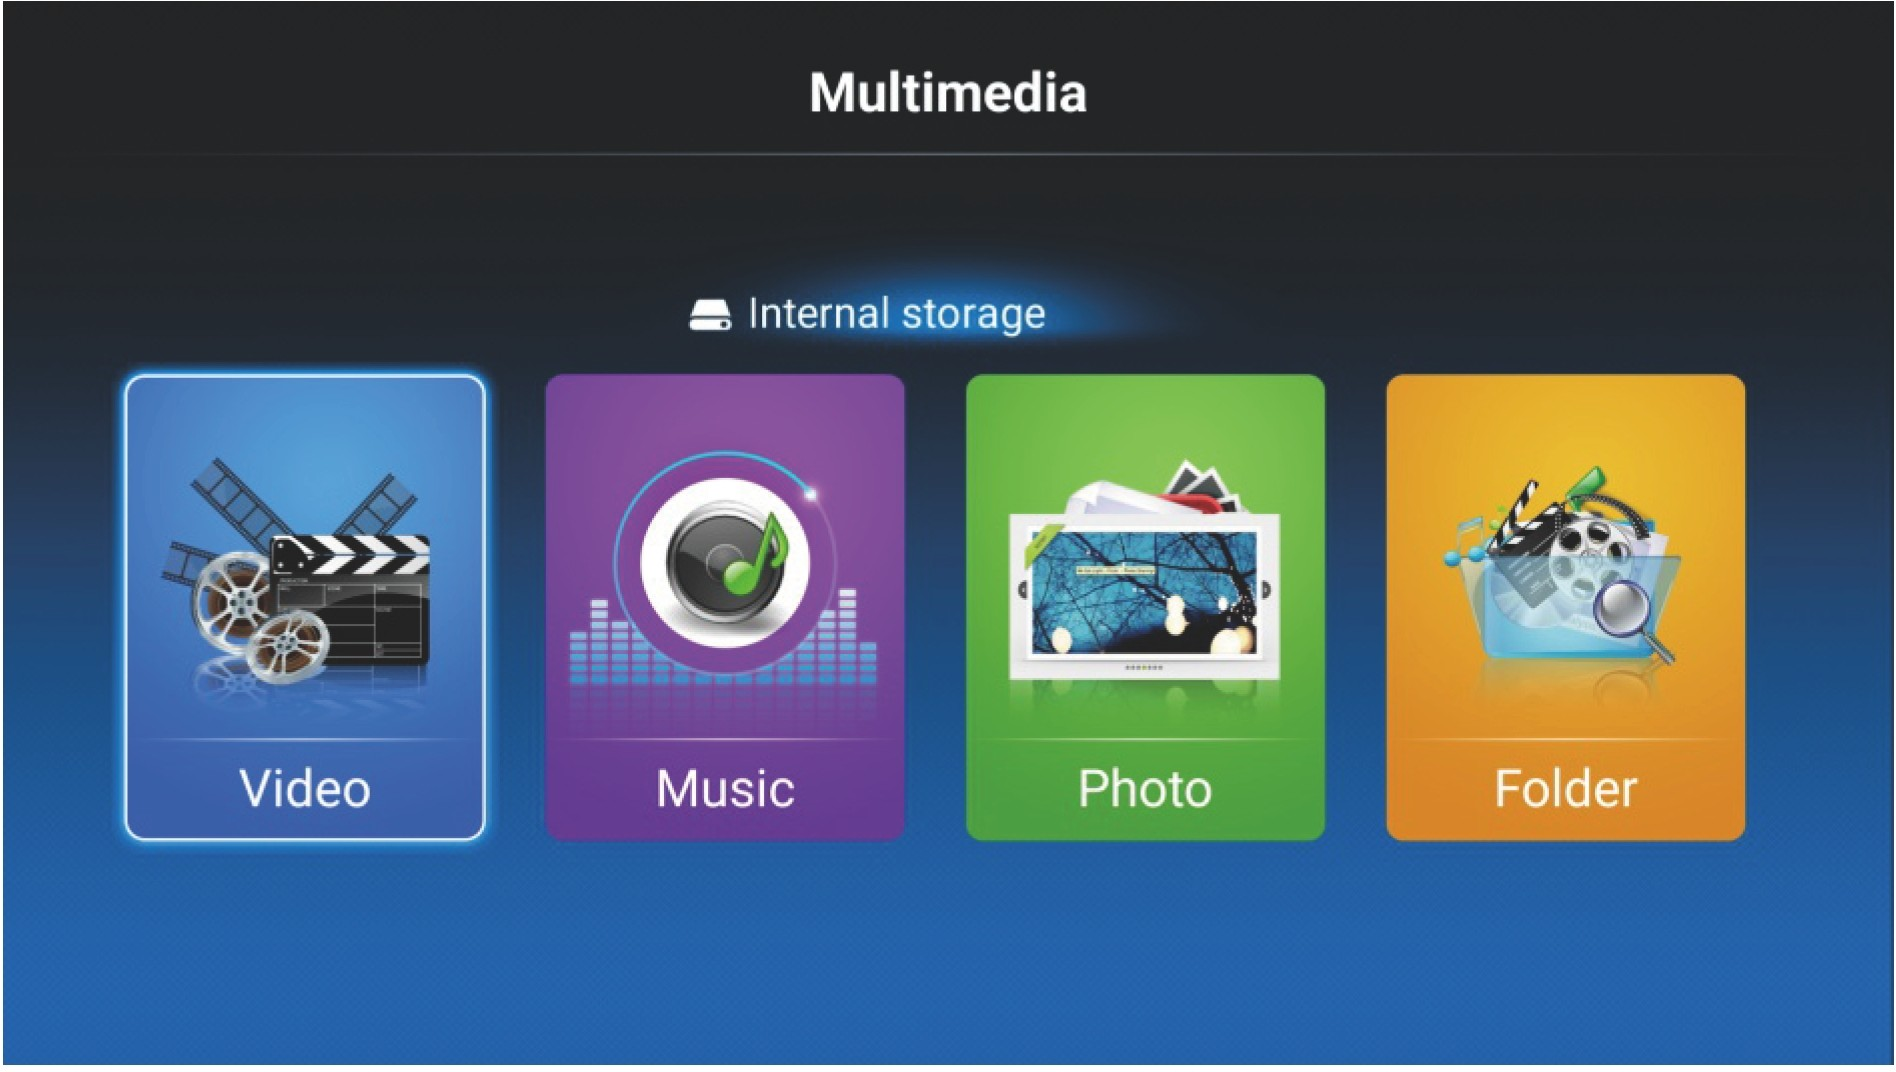 Multimedia
Internal storage
Video
Music
Photo
Folder